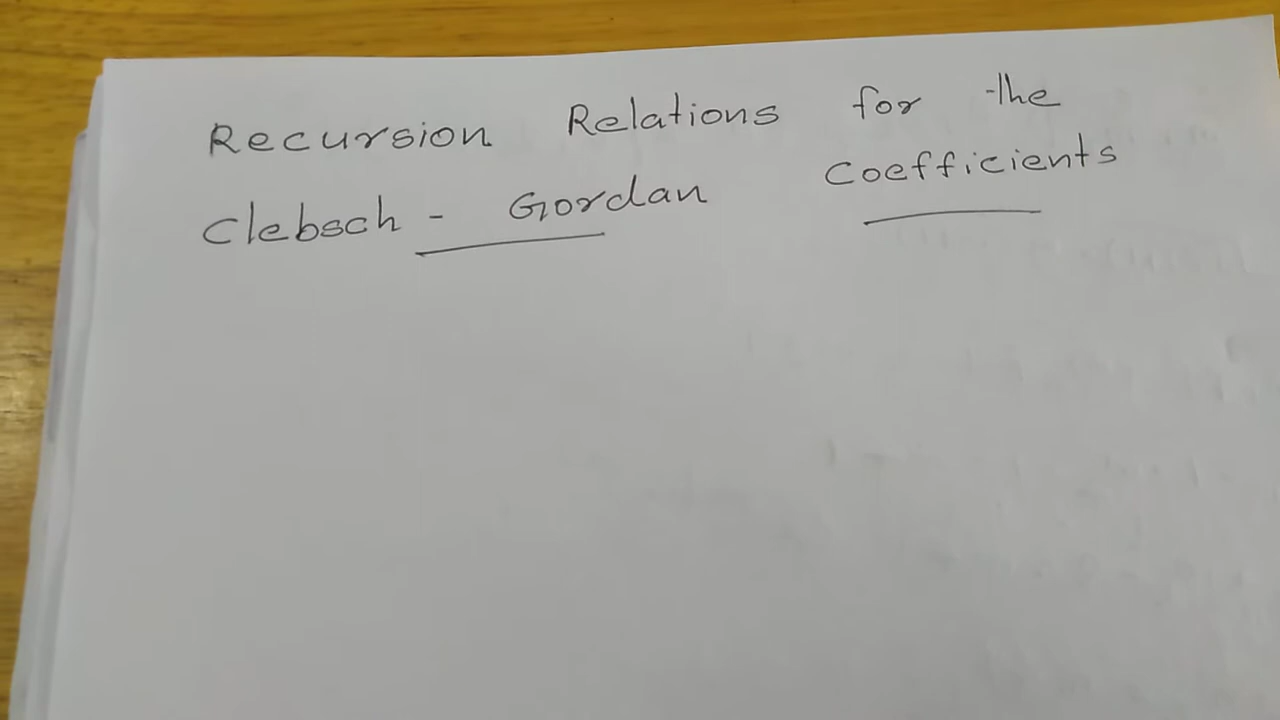 Recursion Relations for the
Clebsch - Gordan Coefficients